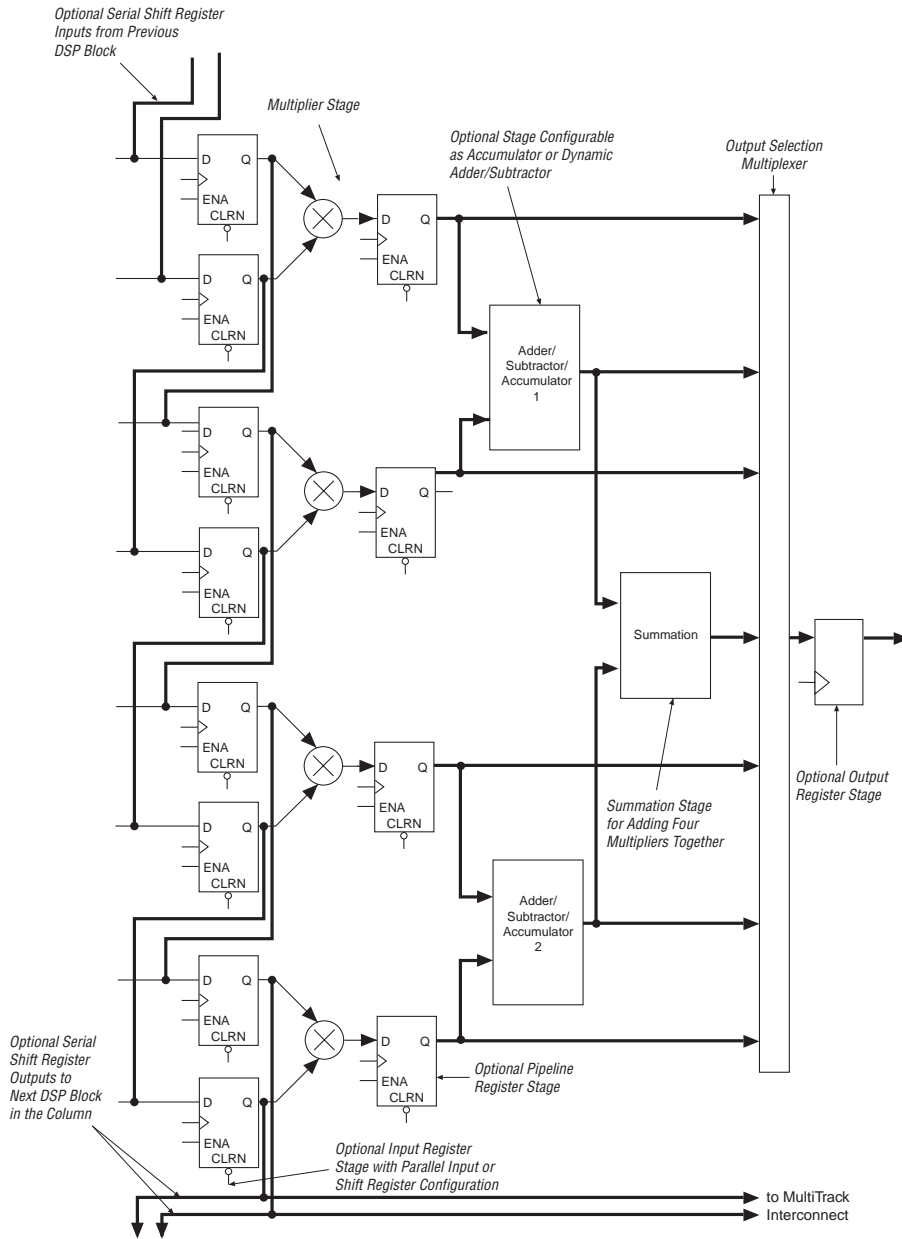 Optional Serial Shift Register
Inputs from Previous
DSP Block
Multiplier Stage
Optional Stage Configurable
as Accumulator or Dynamic
Adder/Subtractor
Output Selection
Multiplexer
D Q
ENA
CLRN
D Q
ENA
CLRN
D Q
ENA
CLRN
Adder/
Subtractor/
Accumulator
1
D Q
ENA
CLRN
D Q
ENA
CLRN
D Q
ENA
CLRN
Summation
D Q
ENA
CLRN
D Q
ENA
CLRN
D Q
ENA
CLRN
Summation Stage
for Adding Four
Multipliers Together
Optional Output
Register Stage
Adder/
Subtractor/
Accumulator
2
D Q
ENA
CLRN
D Q
ENA
CLRN
D Q
ENA
CLRN
Optional Pipeline
Register Stage
Optional Serial
Shift Register
Outputs to
Next DSP Block
in the Column
Optional Input Register
Stage with Parallel Input or
Shift Register Configuration
to MultiTrack
Interconnect